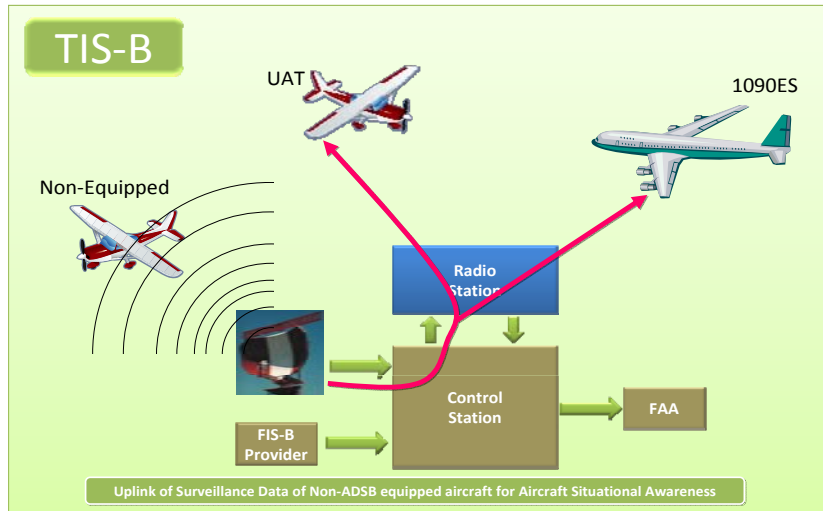 TIS-B
UAT
1090ES
Non-Equipped
Radio
Station
Control
Station
FAA
FIS-B
Provider
Uplink of Surveillance Data of Non-ADSB equipped aircraft for Aircraft Situational Awareness